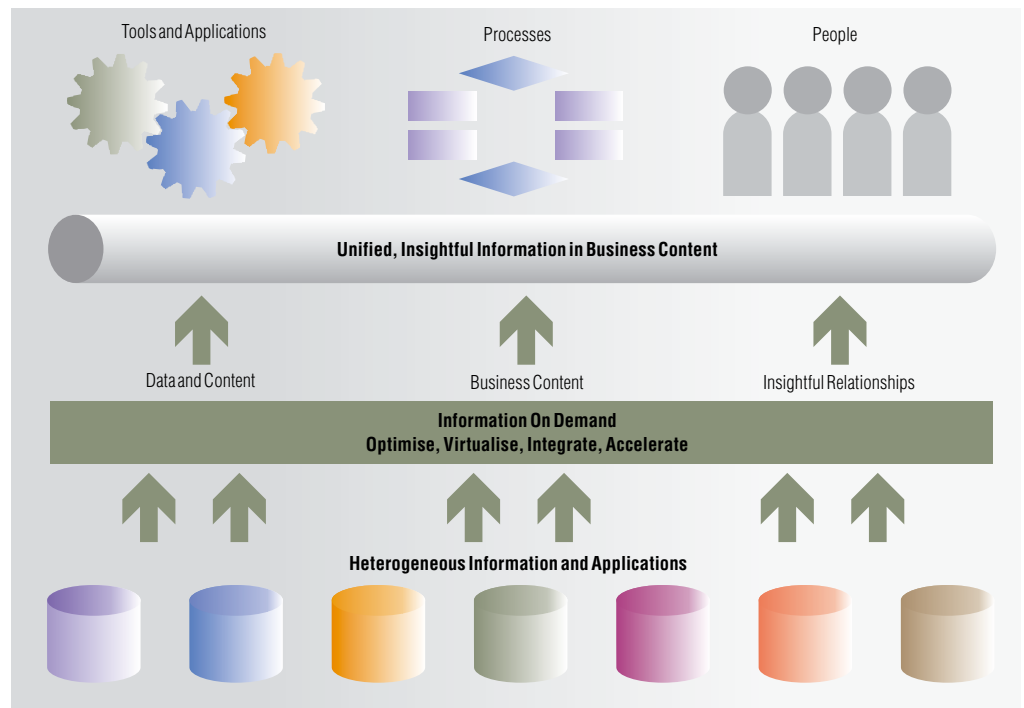 Tools and Applications
Processes
People
Unified, Insightful Information in Business Content
Data and Content
Business Content
Insightful Relationships
Information On Demand
Optimise, Virtualise, Integrate, Accelerate
Heterogeneous Information and Applications